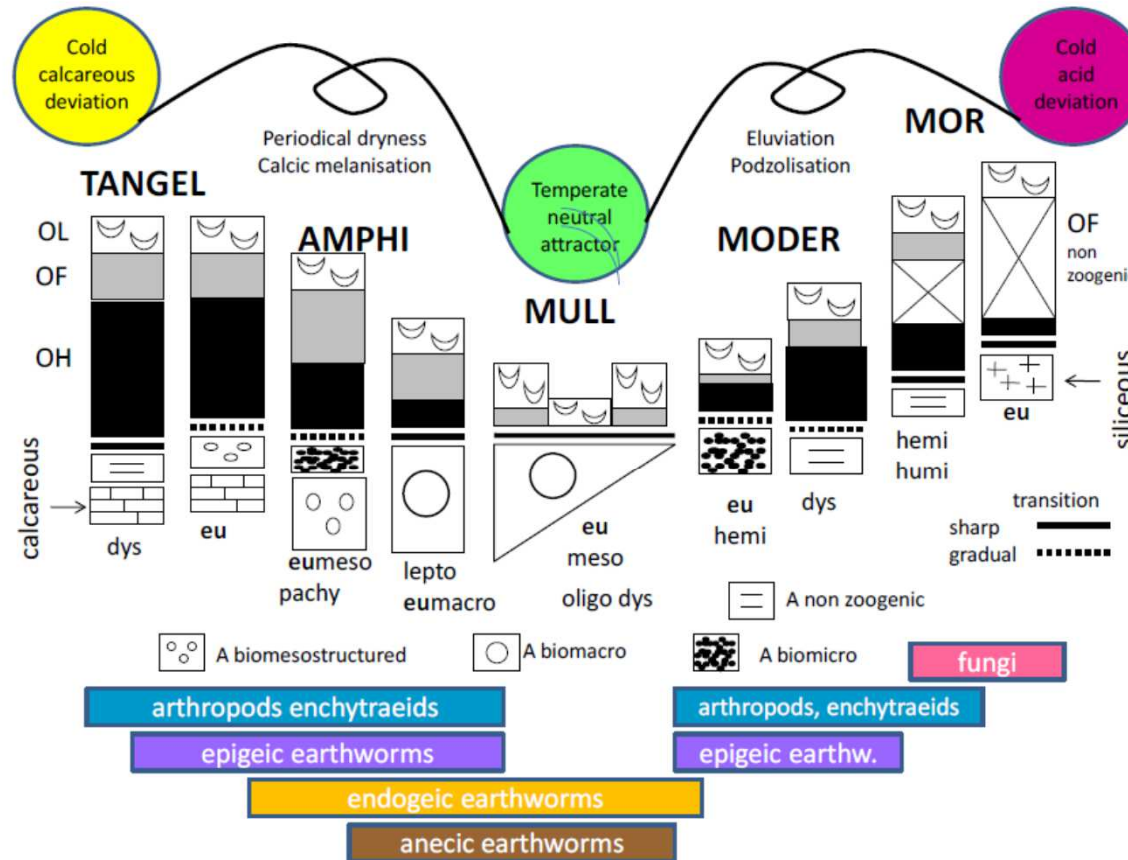 Cold
calcareous
deviation
Cold
acid
deviation
Periodical dryness
Calcic melanisation
Eluviation
Podzolisation
MOR
TANGEL
Temperate
neutral
attractor
OL
OF
OH
AMPHI
MODER
MULL
OF
non
zoogenic
calcareous
siliceous
dys
eu
eumeso
pachy
lepto
eumacro
eu
meso
oligo dys
eu
hemi
dys
hemi
humi
eu
transition
sharp
gradual
A non zoogenic
A biomesostructured
A biomacro
A biomicro
fungi
arthropods enchytraeids
arthropods, enchytraeids
epigeic earthworms
epigeic earthw.
endogeic earthworms
anecic earthworms